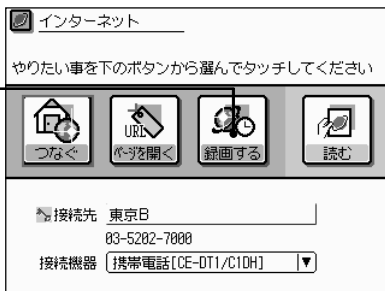 インターネット
やりたい事を下のボタンから選んでタッチしてください
つなぐ
URL
ページを開く
録画する
読む
接続先 東京B
03-5202-7000
接続機器 携帯電話[CE-DT1/C1DH] ▼